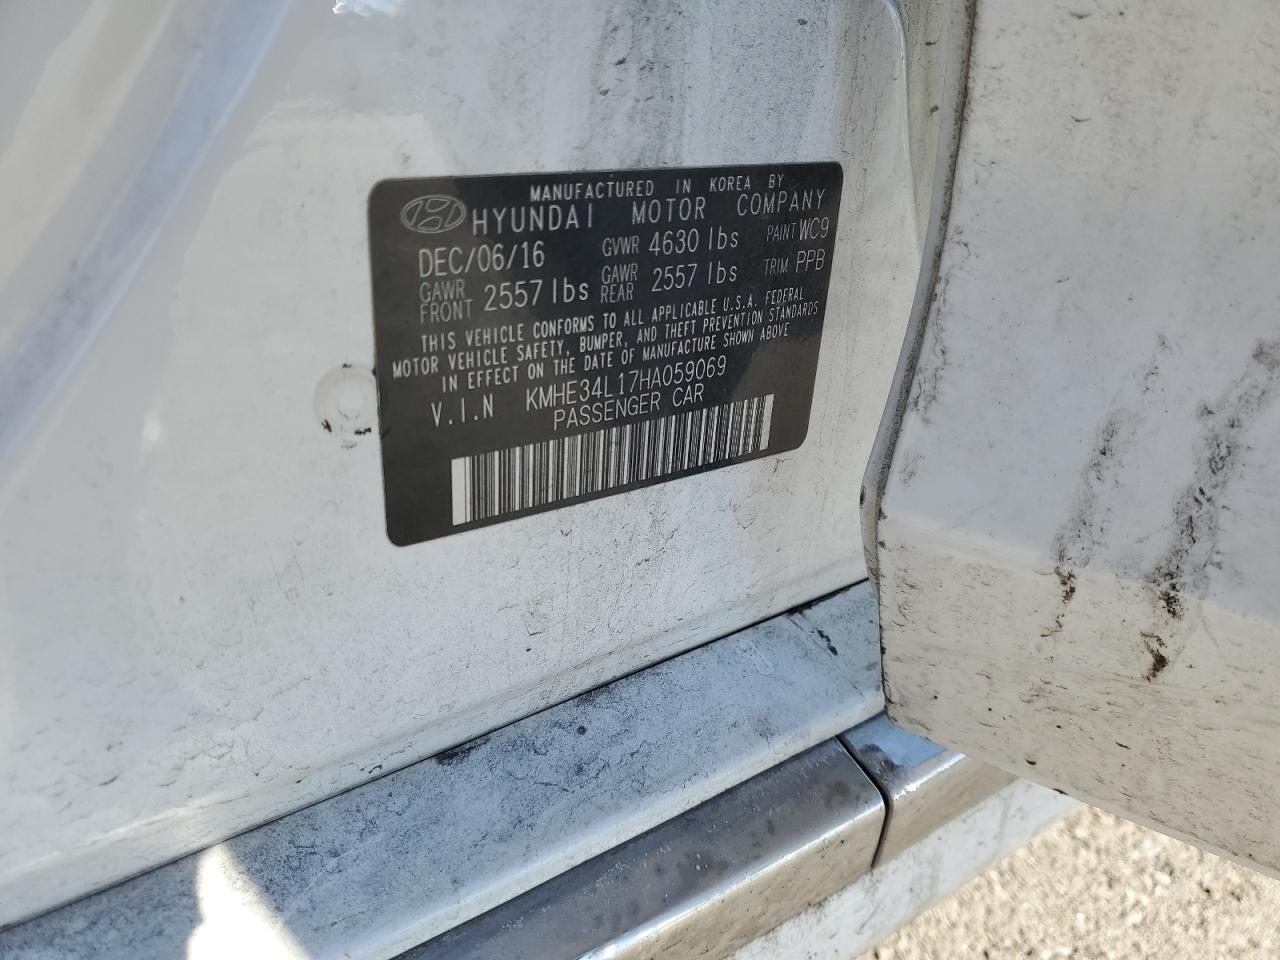 MANUFACTURED IN KOREA BY
HYUNDAI MOTOR COMPANY
DEC/06/16 GVWR 4630 lbs PAINT WC9
GAWR FRONT 2557 lbs GAWR REAR 2557 lbs TRIM PPB
THIS VEHICLE CONFORMS TO ALL APPLICABLE U.S.A. FEDERAL
MOTOR VEHICLE SAFETY, BUMPER, AND THEFT PREVENTION STANDARDS
IN EFFECT ON THE DATE OF MANUFACTURE SHOWN ABOVE
V.I.N KMHE34L17HA059069
PASSENGER CAR